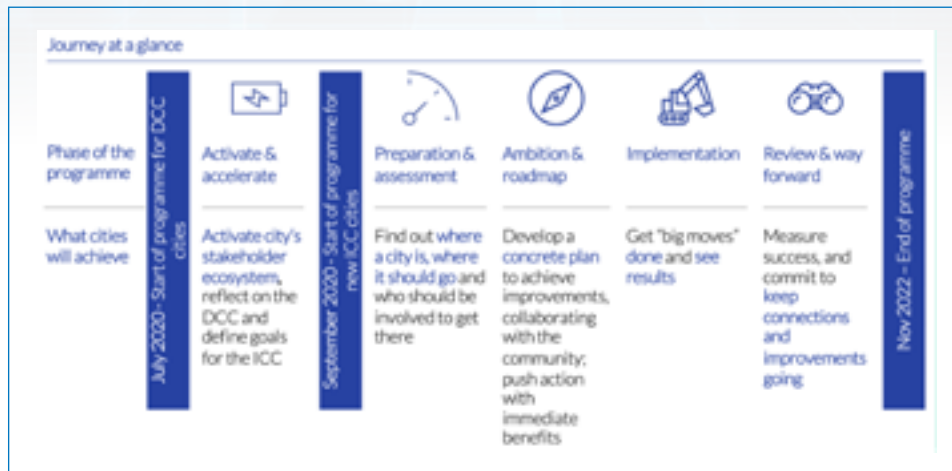 Journey at a glance
Phase of the
programme
What cities
will achieve
July 2020 - Start of programme for DCC
cities
Activate &
accelerate
Activate city's
stakeholder
ecosystem,
reflect on the
DCC and
define goals
for the ICC
September 2020 - Start of programme for
new ICC cities
Preparation &
assessment
Find out where
a city is, where
it should go and
who should be
involved to get
there
Ambition &
roadmap
Develop a
concrete plan
to achieve
improvements,
collaborating
with the
community;
push action
with
immediate
benefits
Implementation
Get "big moves"
done and see
results
Review & way
forward
Measure
success, and
commit to
keep
connections
and
improvements
going
Nov 2022 – End of programme